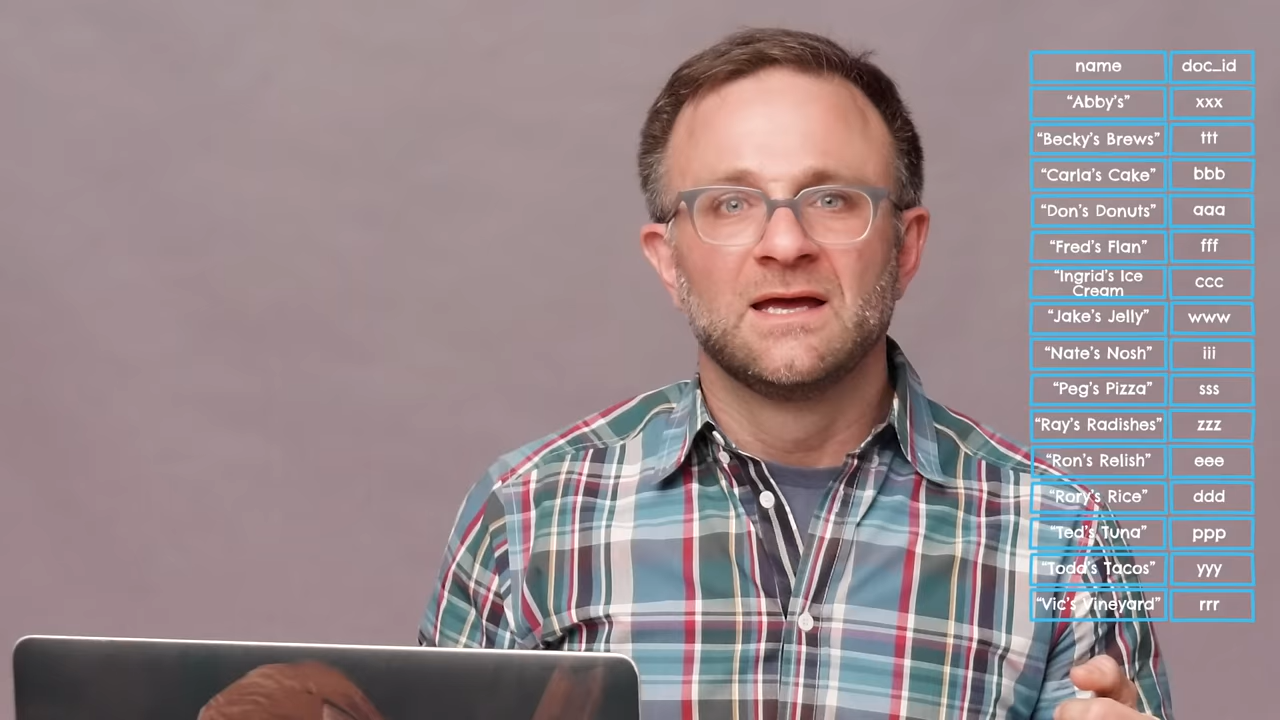 name doc_id
“Abby’s” xxx
“Becky’s Brews” ttt
“Carla’s Cake” bbb
“Don’s Donuts” aaa
“Fred’s Flan” fff
“Ingrid’s Ice
Cream ccc
“Jake’s Jelly” www
“Nate’s Nosh” iii
“Peg’s Pizza” sss
“Ray’s Radishes” zzz
“Ron’s Relish” eee
“Rory’s Rice” ddd
“Ted’s Tuna” ppp
“Todd’s Tacos” yyy
“Vic’s Vineyard” rrr